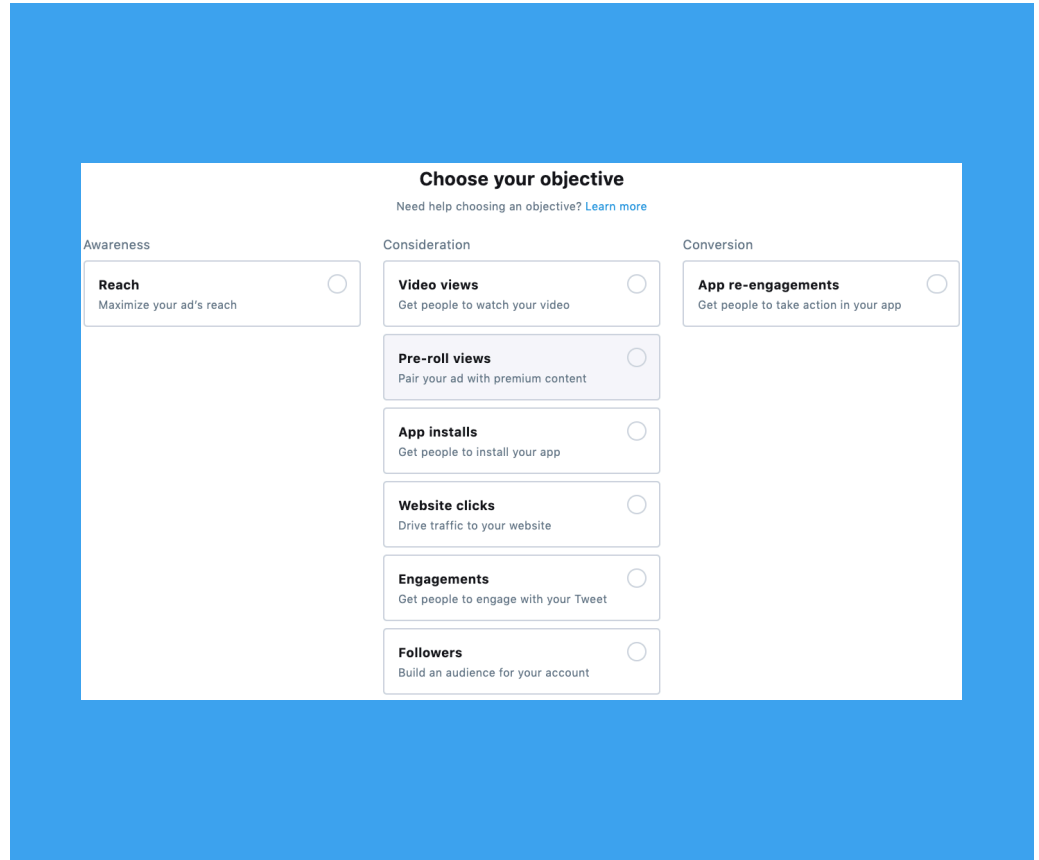 Choose your objective
Need help choosing an objective? Learn more
Awareness
Reach
Maximize your ad's reach
Consideration
Video views
Get people to watch your video
Pre-roll views
Pair your ad with premium content
App installs
Get people to install your app
Website clicks
Drive traffic to your website
Engagements
Get people to engage with your Tweet
Followers
Build an audience for your account
Conversion
App re-engagements
Get people to take action in your app